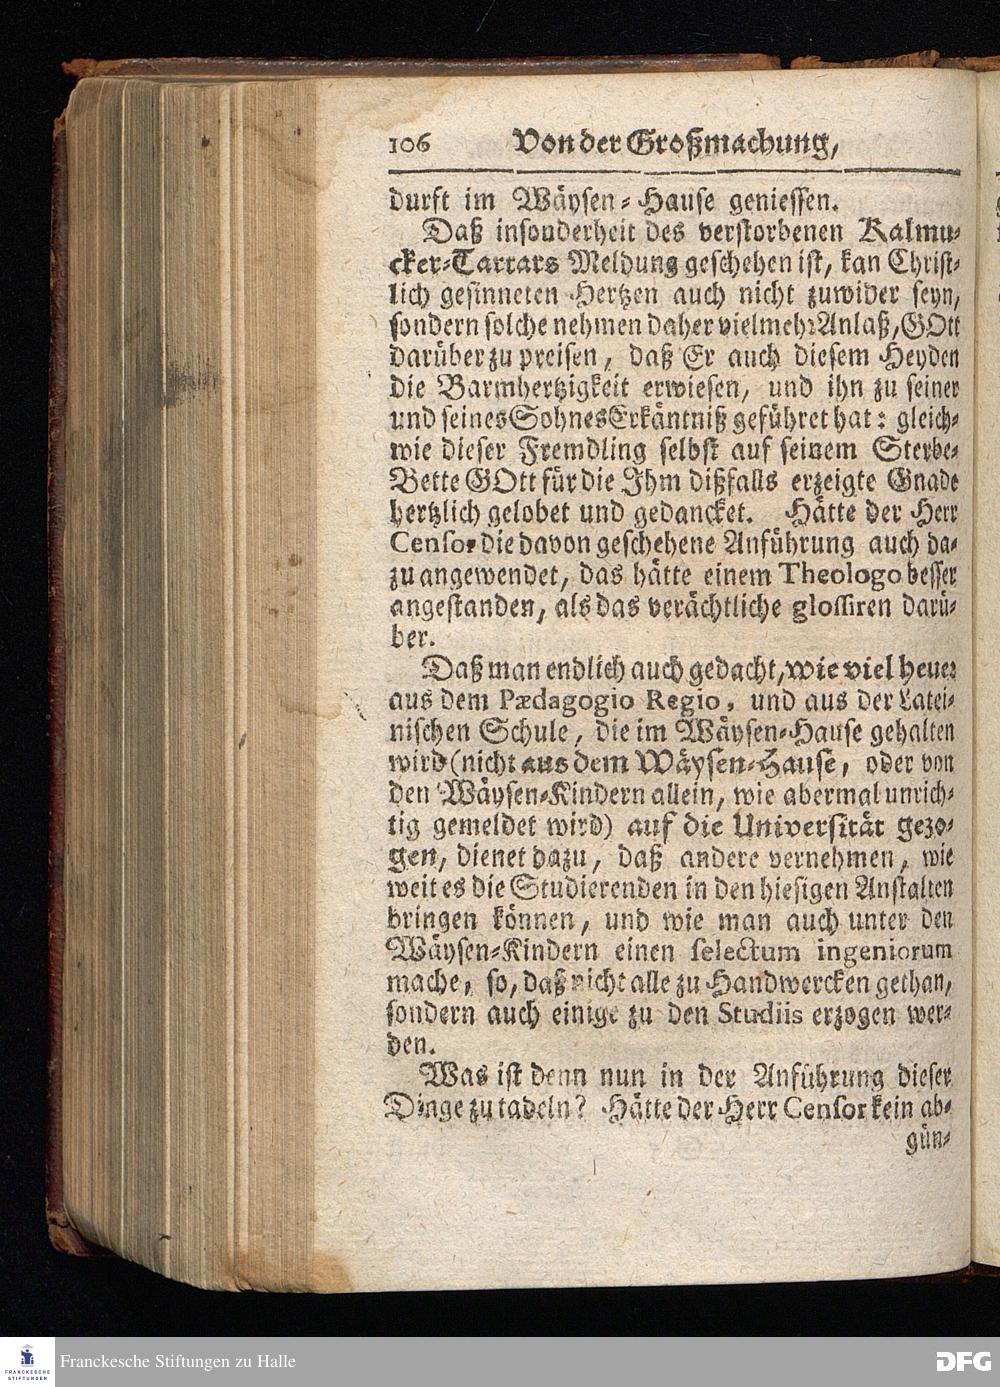 106 Von der Großmachung,
durft im Wäysen-Hause geniessen.
Daß insonderheit des verstorbenen Kalmu-
cker-Tartars Meldung geschehen ist, kan Christ-
lich gesinneten Hertzen auch nicht zuwider seyn,
sondern solche nehmen daher vielmehr Anlaß, GOtt
darüber zu preisen, daß Er auch diesem Heyden
die Barmhertzigkeit erwiesen, und ihn zu seiner
und seines Sohnes Erkäntniß geführet hat: gleich-
wie dieser Fremdling selbst auf seinem Sterbe-
Bette GOtt für die Ihm dißfalls erzeigte Gnade
hertzlich gelobet und gedancket. Hätte der Herr
Censor die davon geschehene Anführung auch da-
zu angewendet, das hätte einem Theologo besser
angestanden, als das verächtliche glossiren darü-
ber.
Daß man endlich auch gedacht, wie viel heuer
aus dem Pædagogio Regio, und aus der Latei-
nischen Schule, die im Wäysen-Hause gehalten
wird (nicht aus dem Wäysen-Hause, oder von
den Wäysen-Kindern allein, wie abermal unrich-
tig gemeldet wird) auf die Universität gezo-
gen, dienet dazu, daß andere vernehmen, wie
weit es die Studierenden in den hiesigen Anstalten
bringen können, und wie man auch unter den
Wäysen-Kindern einen selectum ingeniorum
mache, so, daß nicht alle zu Handwercken gethan,
sondern auch einige zu den Studiis erzogen wer-
den.
Was ist denn nun in der Anführung dieser
Dinge zu tadeln? Hätte der Herr Censor kein ab-
gün-
FRANCKESCHE STIFTUNGEN
Franckesche Stiftungen zu Halle
DFG